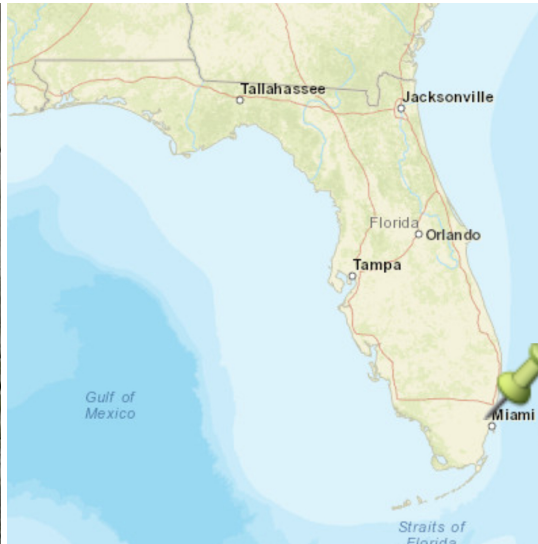 Tallahassee
Jacksonville
Florida
Orlando
Tampa
Gulf of
Mexico
Miami
Straits of
Florida